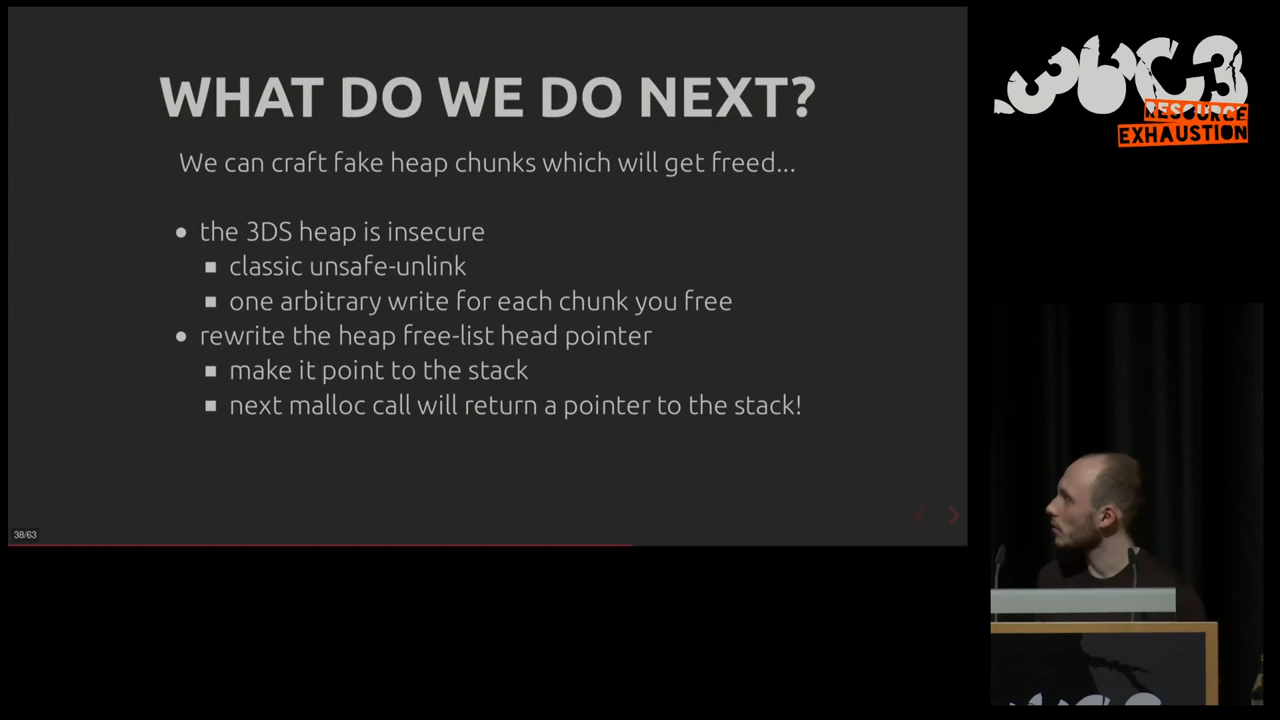 WHAT DO WE DO NEXT?
We can craft fake heap chunks which will get freed...
the 3DS heap is insecure
classic unsafe-unlink
one arbitrary write for each chunk you free
rewrite the heap free-list head pointer
make it point to the stack
next malloc call will return a pointer to the stack!
38/63
36C3
RESOURCE
EXHAUSTION